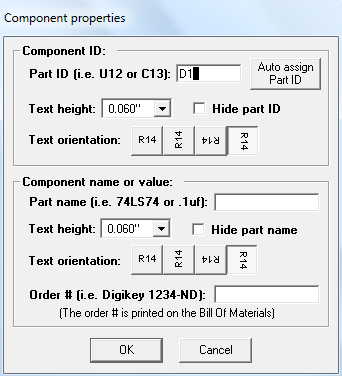 Component properties
Component ID:
Part ID (i.e. U12 or C13): D1 Auto assign Part ID
Text height: 0.060" Hide part ID
Text orientation: R14 R14 R14 R14
Component name or value:
Part name (i.e. 74LS74 or .1uf):
Text height: 0.060" Hide part name
Text orientation: R14 R14 R14 R14
Order # (i.e. Digikey 1234-ND):
(The order # is printed on the Bill Of Materials)
OK Cancel